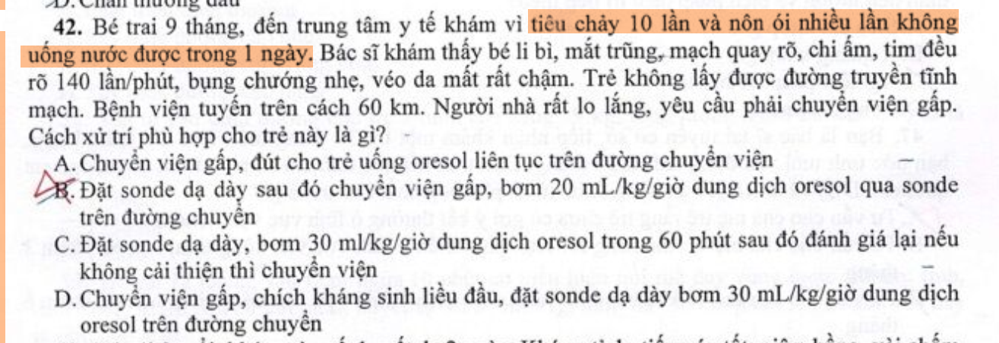 D. Chấn thương đầu
42. Bé trai 9 tháng, đến trung tâm y tế khám vì tiêu chảy 10 lần và nôn ói nhiều lần không
uống nước được trong 1 ngày. Bác sĩ khám thấy bé li bì, mắt trũng, mạch quay rõ, chi ấm, tim đều
rõ 140 lần/phút, bụng chướng nhẹ, véo da mất rất chậm. Trẻ không lấy được đường truyền tĩnh
mạch. Bệnh viện tuyến trên cách 60 km. Người nhà rất lo lắng, yêu cầu phải chuyển viện gấp.
Cách xử trí phù hợp cho trẻ này là gì?
A. Chuyển viện gấp, đút cho trẻ uống oresol liên tục trên đường chuyển viện
B. Đặt sonde dạ dày sau đó chuyển viện gấp, bơm 20 mL/kg/giờ dung dịch oresol qua sonde
trên đường chuyển
C. Đặt sonde dạ dày, bơm 30 ml/kg/giờ dung dịch oresol trong 60 phút sau đó đánh giá lại nếu
không cải thiện thì chuyển viện
D. Chuyển viện gấp, chích kháng sinh liều đầu, đặt sonde dạ dày bơm 30 mL/kg/giờ dung dịch
oresol trên đường chuyển